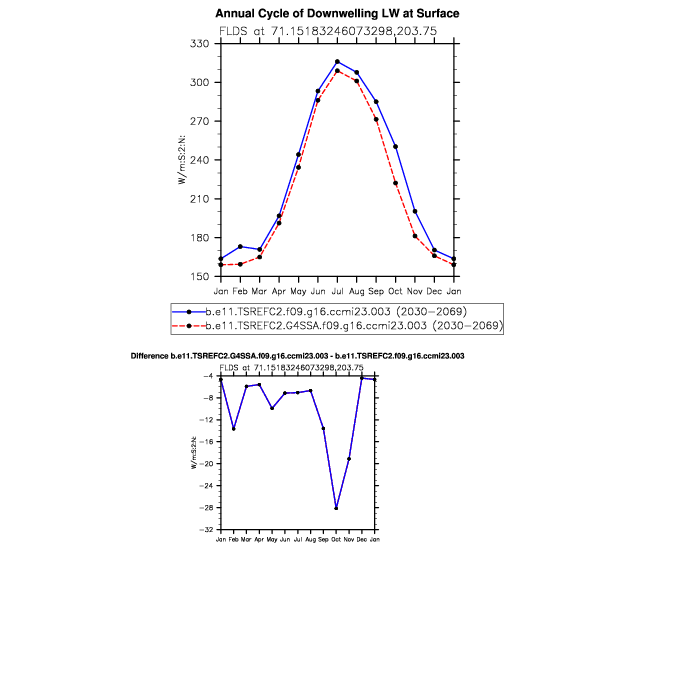 Annual Cycle of Downwelling LW at Surface
FLDS at 71.15183246073298,203.75
330
300
270
240
210
180
150
W/m:S:2:N:
Jan Feb Mar Apr May Jun Jul Aug Sep Oct Nov Dec Jan
b.e11.TSREFC2.f09.g16.ccmi23.003 (2030-2069)
b.e11.TSREFC2.G4SSA.f09.g16.ccmi23.003 (2030-2069)
Difference b.e11.TSREFC2.G4SSA.f09.g16.ccmi23.003 - b.e11.TSREFC2.f09.g16.ccmi23.003
FLDS at 71.15183246073298,203.75
-4
-8
-12
-16
-20
-24
-28
-32
W/m:S:2:N:
Jan Feb Mar Apr May Jun Jul Aug Sep Oct Nov Dec Jan